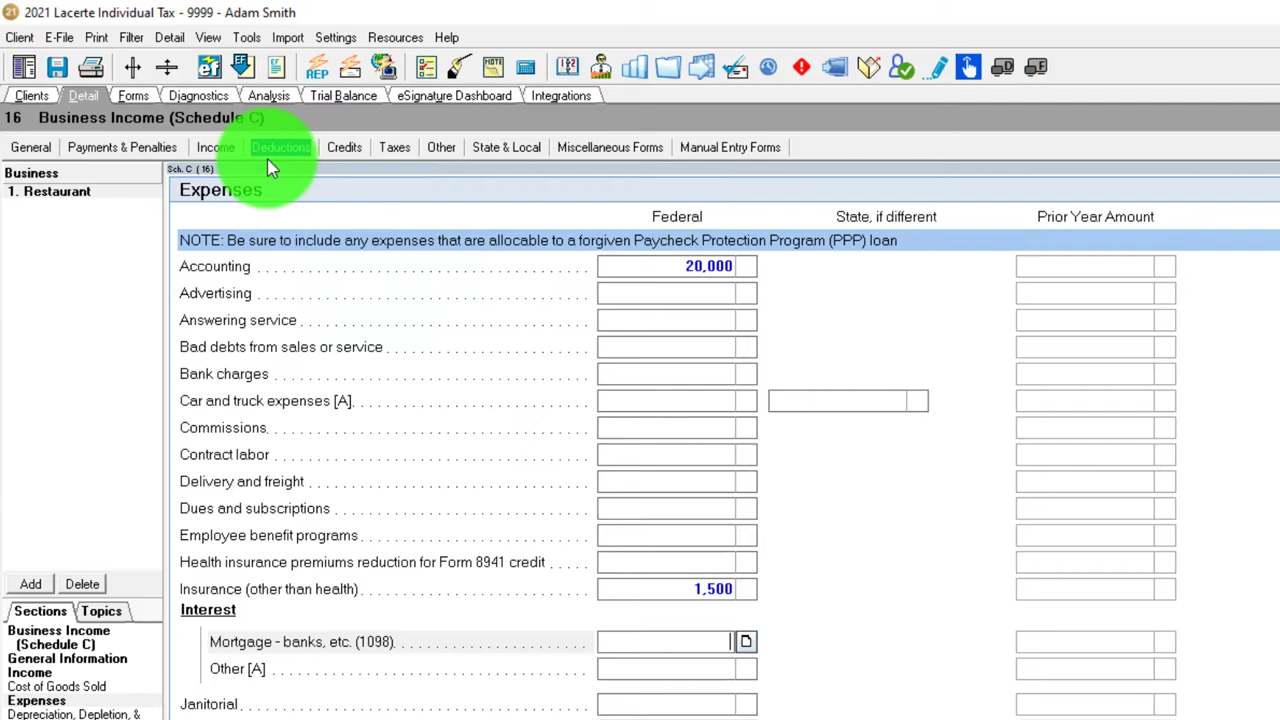 21 2021 Lacerte Individual Tax - 9999 - Adam Smith
Client E-File Print Filter Detail View Tools Import Settings Resources Help
REP
D F
Clients Detail Forms Diagnostics Analysis Trial Balance eSignature Dashboard Integrations
16 Business Income (Schedule C)
General Payments & Penalties Income Deductions Credits Taxes Other State & Local Miscellaneous Forms Manual Entry Forms
Business
Sch. C (16)
1. Restaurant
Expenses
Federal State, if different Prior Year Amount
NOTE: Be sure to include any expenses that are allocable to a forgiven Paycheck Protection Program (PPP) loan
Accounting 20,000
Advertising
Answering service
Bad debts from sales or service
Bank charges
Car and truck expenses [A]
Commissions
Contract labor
Delivery and freight
Dues and subscriptions
Employee benefit programs
Health insurance premiums reduction for Form 8941 credit
Insurance (other than health) 1,500
Interest
Mortgage - banks, etc. (1098)
Other [A]
Janitorial
Add Delete
Sections Topics
Business Income
(Schedule C)
General Information
Income
Cost of Goods Sold
Expenses
Depreciation, Depletion, &